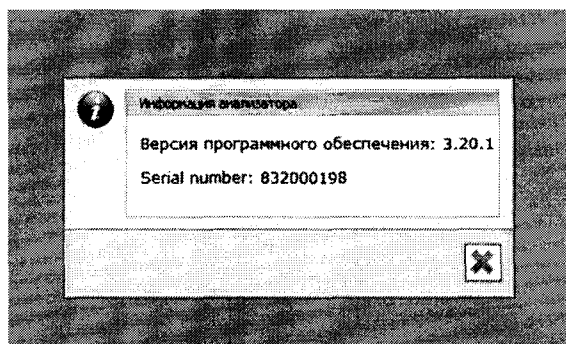 Информация анализатора
Версия программного обеспечения: 3.20.1
Serial number: 832000198